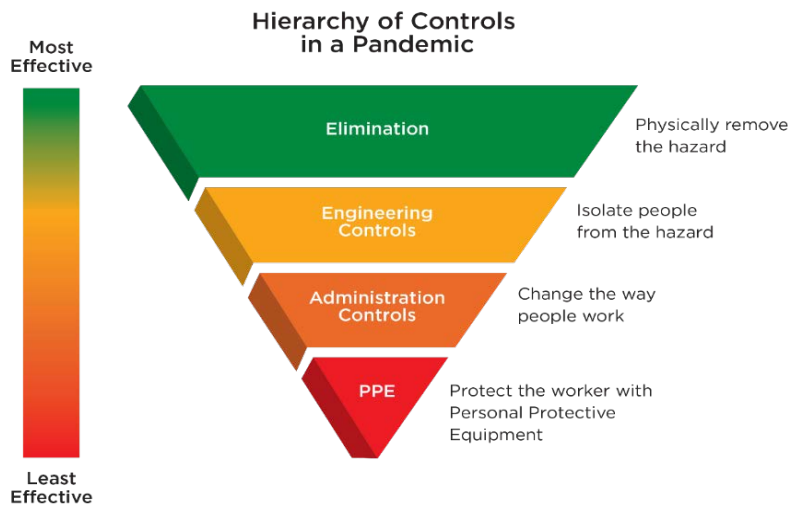 Hierarchy of Controls
in a Pandemic
Most
Effective
Elimination
Physically remove
the hazard
Engineering
Controls
Isolate people
from the hazard
Administration
Controls
Change the way
people work
PPE
Protect the worker with
Personal Protective
Equipment
Least
Effective